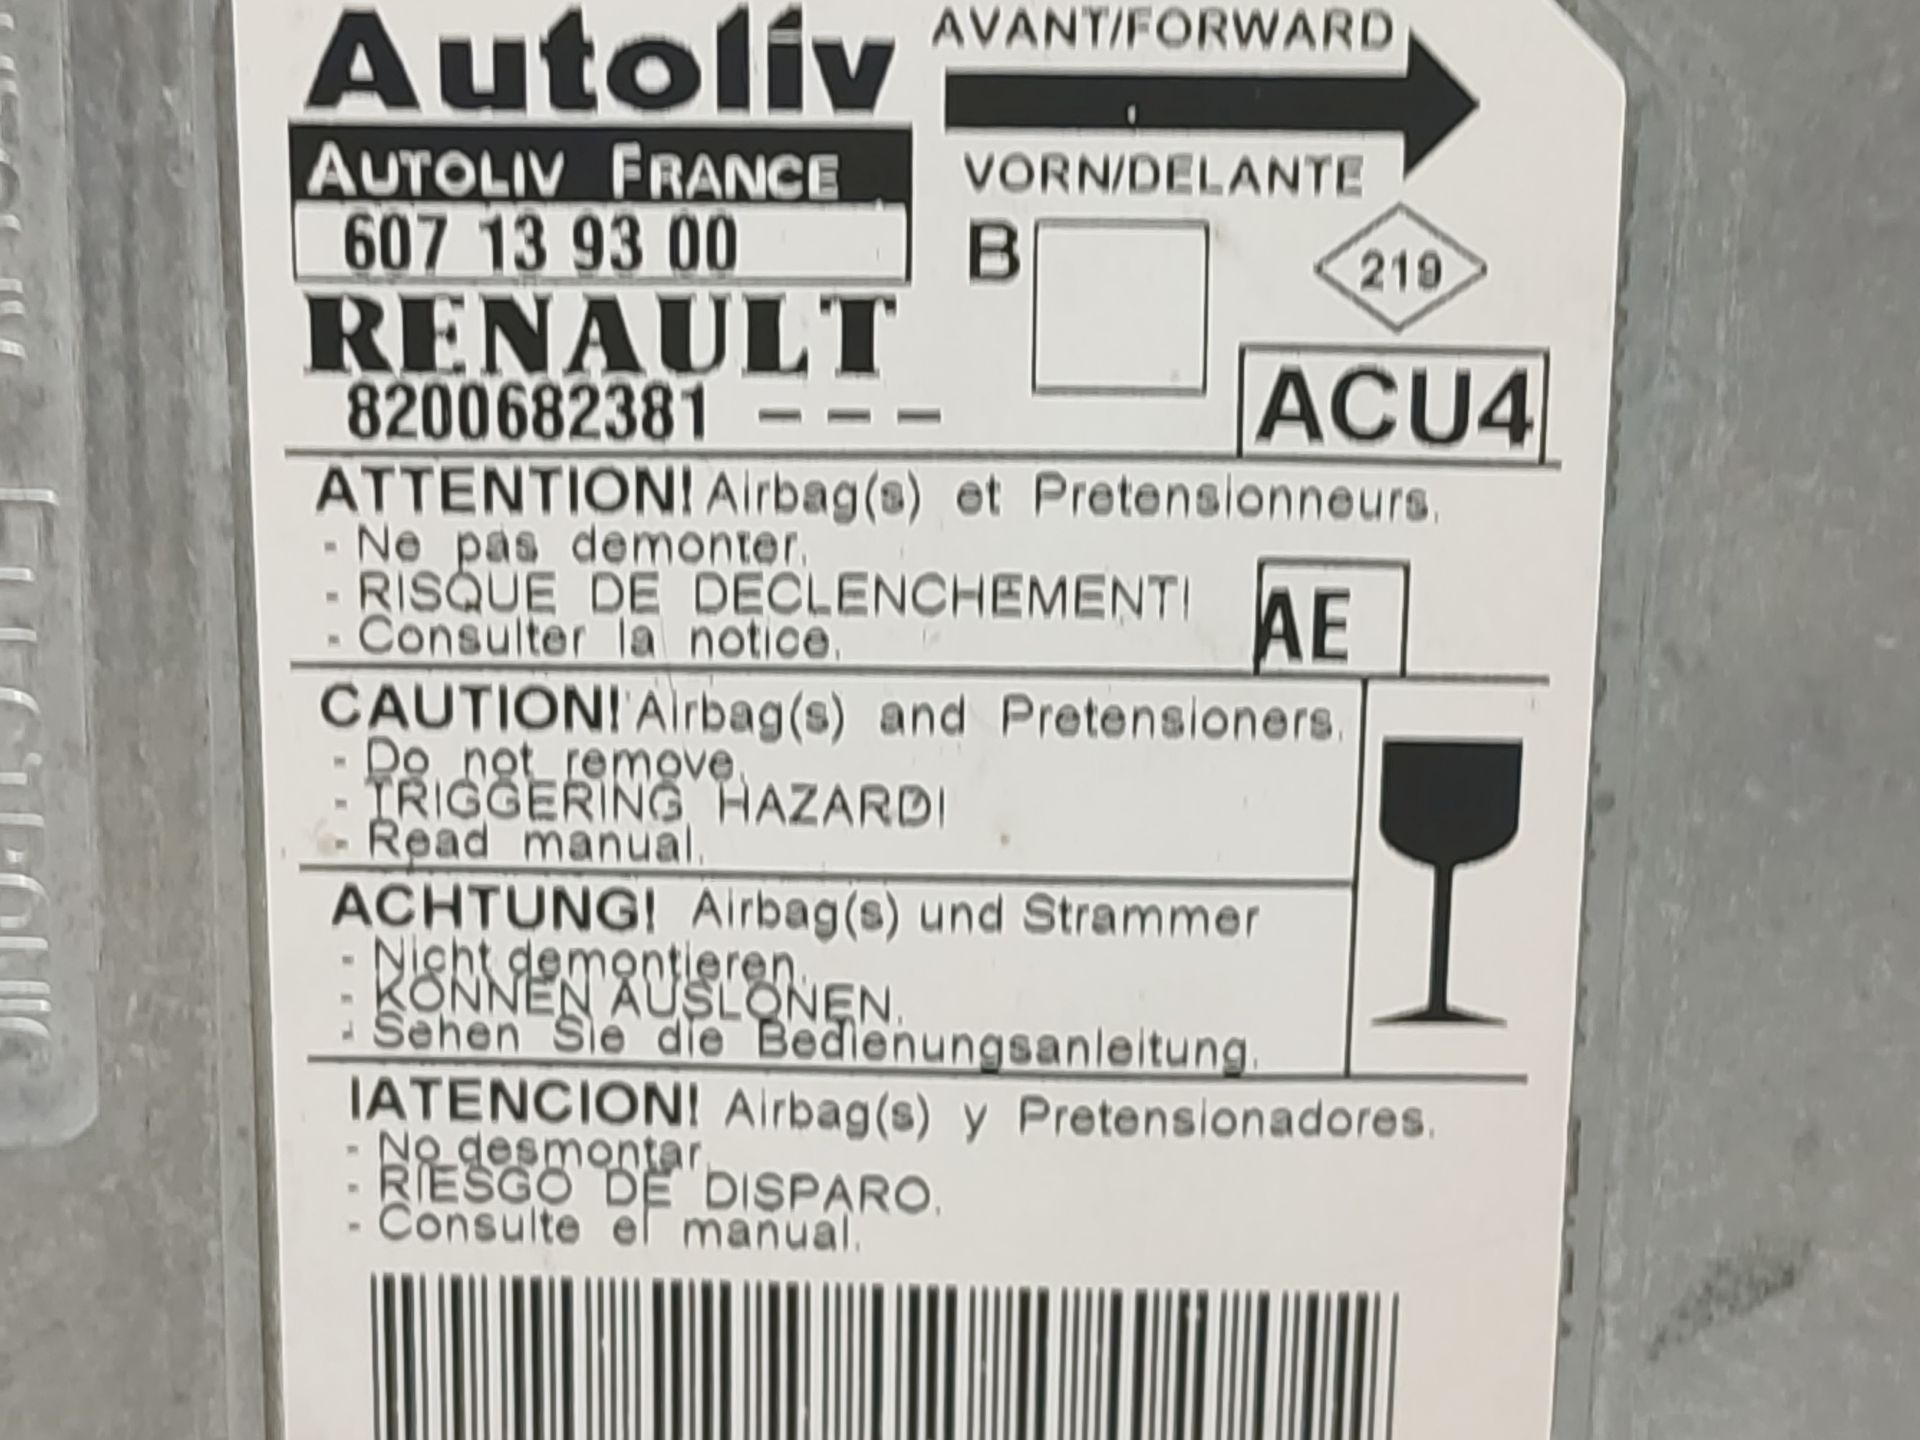 Autoliv
AVANT/FORWARD
AUTOLIV FRANCE
VORN/DELANTE
607 13 93 00
B
219
RENAULT
8200682381 - - -
ACU4
ATTENTION! Airbag(s) et Pretensionneurs.
- Ne pas demonter.
- RISQUE DE DECLENCHEMENT!
- Consulter la notice.
AE
CAUTION! Airbag(s) and Pretensioners.
- Do not remove.
- TRIGGERING HAZARD!
- Read manual.
ACHTUNG! Airbag(s) und Strammer
- Nicht demontieren.
- KONNEN AUSLONEN.
- Sehen Sie die Bedienungsanleitung.
!ATENCION! Airbag(s) y Pretensionadores.
- No desmontar.
- RIESGO DE DISPARO.
- Consulte el manual.